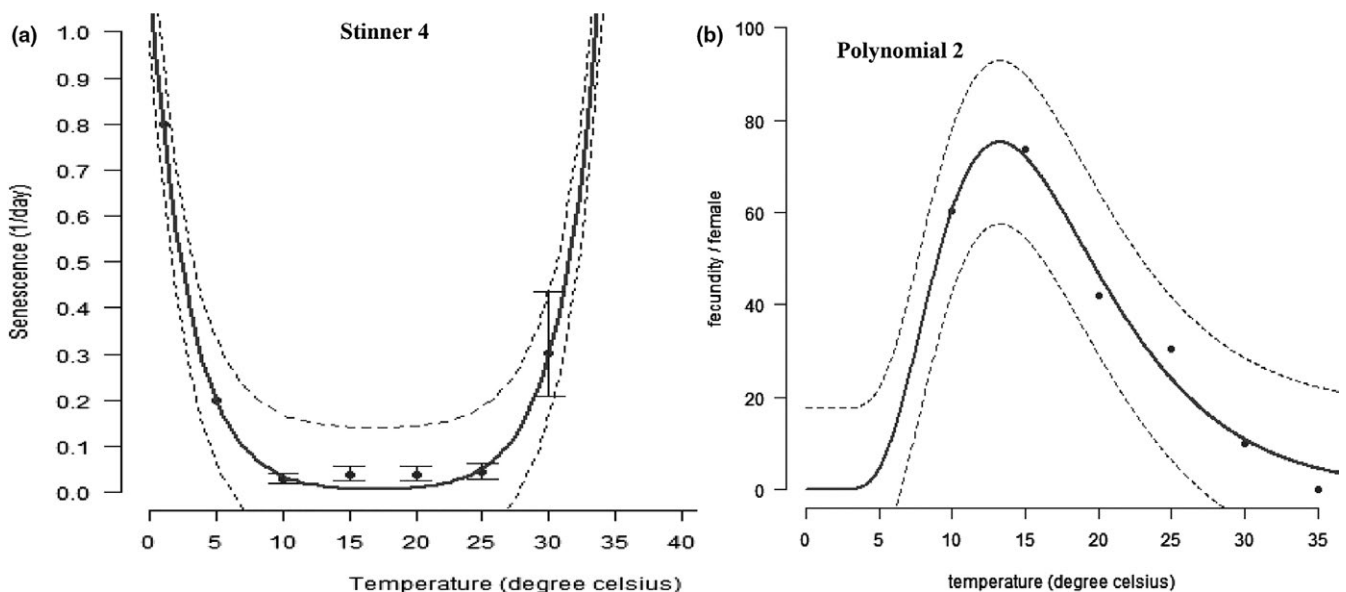 (a)
Stinner 4
Senescence (1/day)
1.0
0.9
0.8
0.7
0.6
0.5
0.4
0.3
0.2
0.1
0.0
0 5 10 15 20 25 30 35 40
Temperature (degree celsius)
(b)
Polynomial 2
fecundity / female
100
80
60
40
20
0
0 5 10 15 20 25 30 35
temperature (degree celsius)